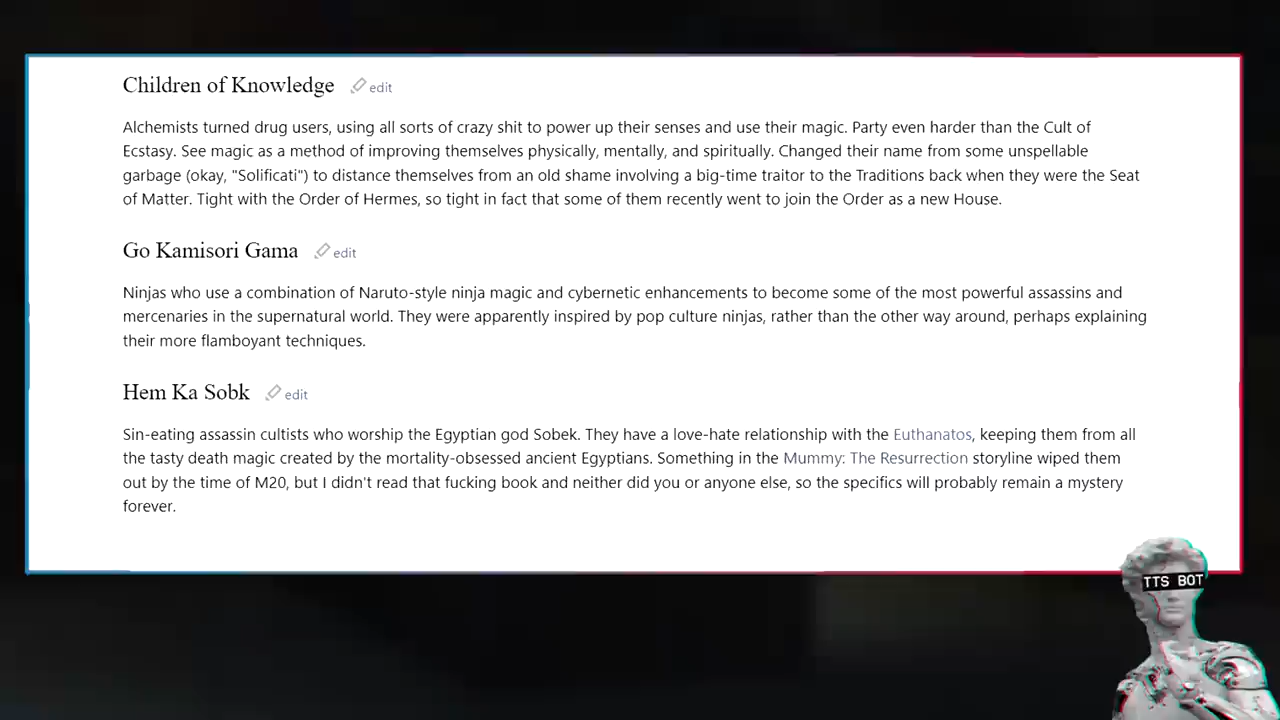 Children of Knowledge edit
Alchemists turned drug users, using all sorts of crazy shit to power up their senses and use their magic. Party even harder than the Cult of
Ecstasy. See magic as a method of improving themselves physically, mentally, and spiritually. Changed their name from some unspellable
garbage (okay, "Solificati") to distance themselves from an old shame involving a big-time traitor to the Traditions back when they were the Seat
of Matter. Tight with the Order of Hermes, so tight in fact that some of them recently went to join the Order as a new House.
Go Kamisori Gama edit
Ninjas who use a combination of Naruto-style ninja magic and cybernetic enhancements to become some of the most powerful assassins and
mercenaries in the supernatural world. They were apparently inspired by pop culture ninjas, rather than the other way around, perhaps explaining
their more flamboyant techniques.
Hem Ka Sobk edit
Sin-eating assassin cultists who worship the Egyptian god Sobek. They have a love-hate relationship with the Euthanatos, keeping them from all
the tasty death magic created by the mortality-obsessed ancient Egyptians. Something in the Mummy: The Resurrection storyline wiped them
out by the time of M20, but I didn't read that fucking book and neither did you or anyone else, so the specifics will probably remain a mystery
forever.
TTS BOT